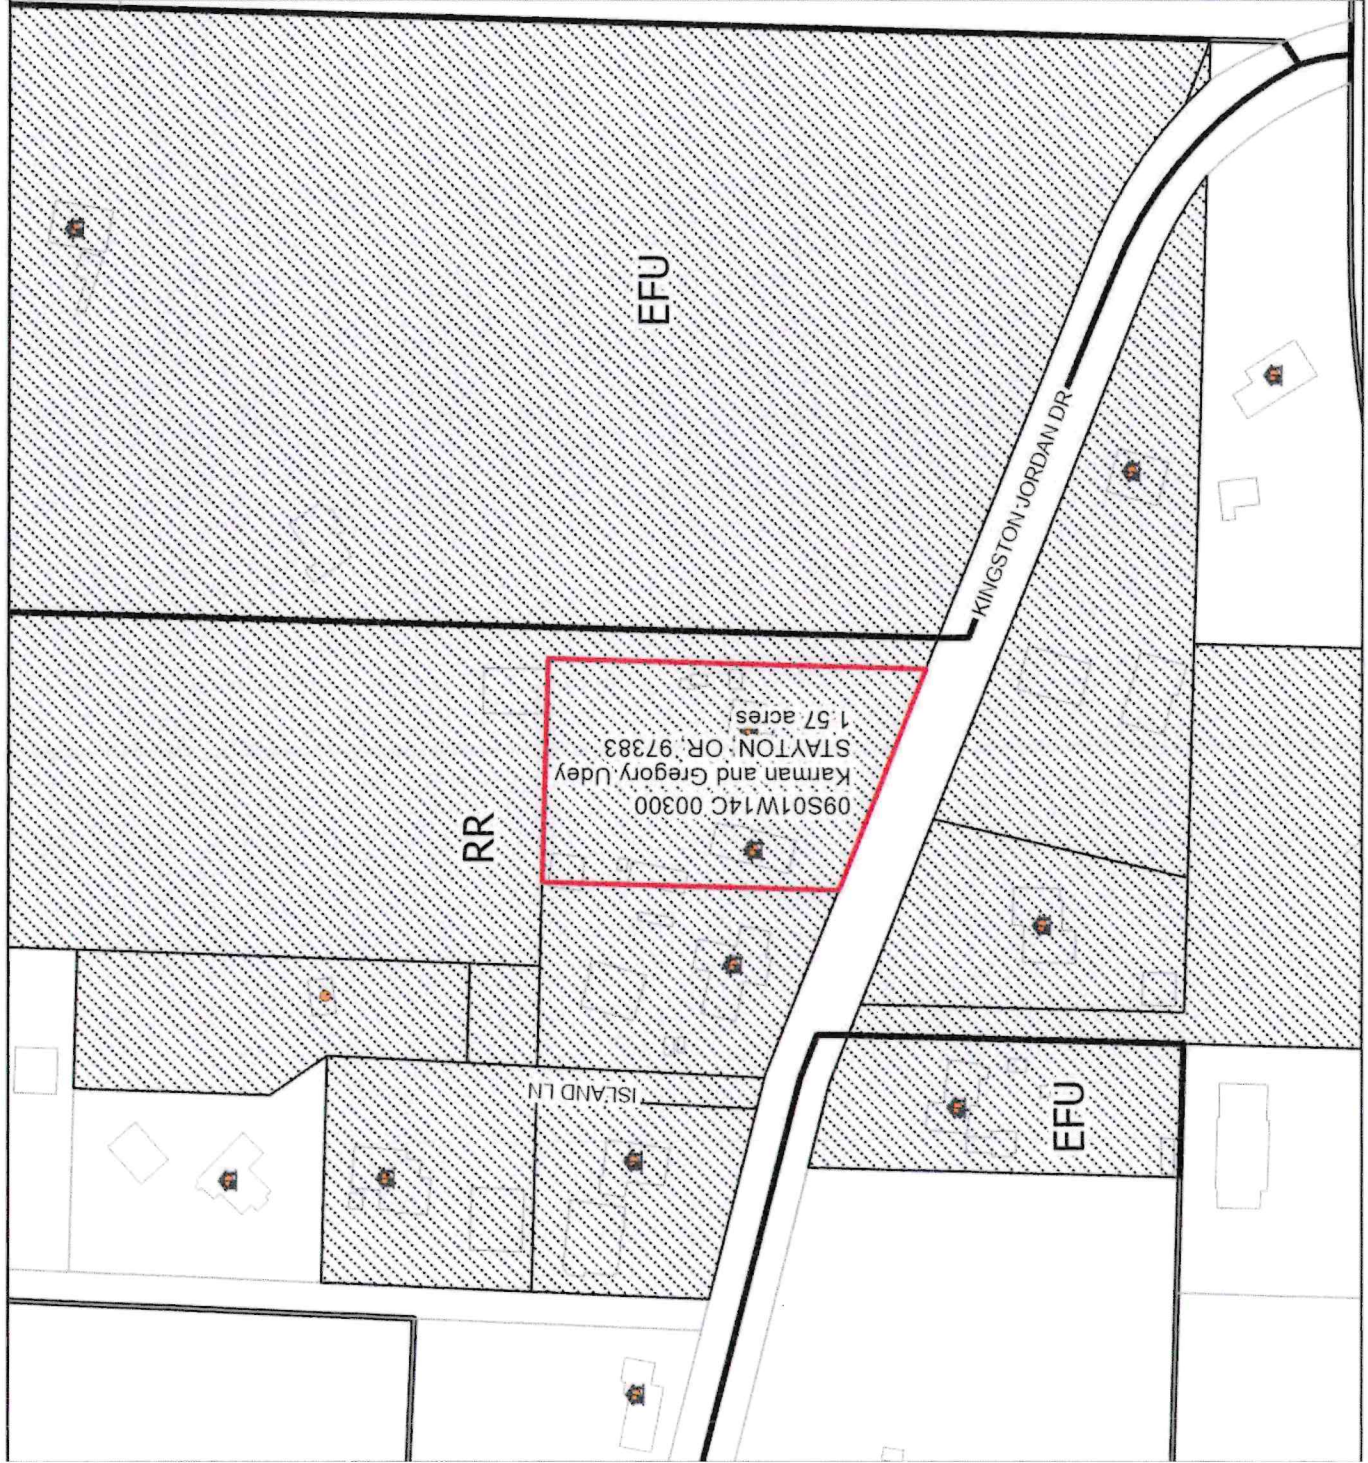 EFU
KINGSTON JORDAN DR
RR
09S01W14C 00300
Karman and Gregory Udey
STAYTON OR, 97383
1.57 acres
ISLAND LN
EFU